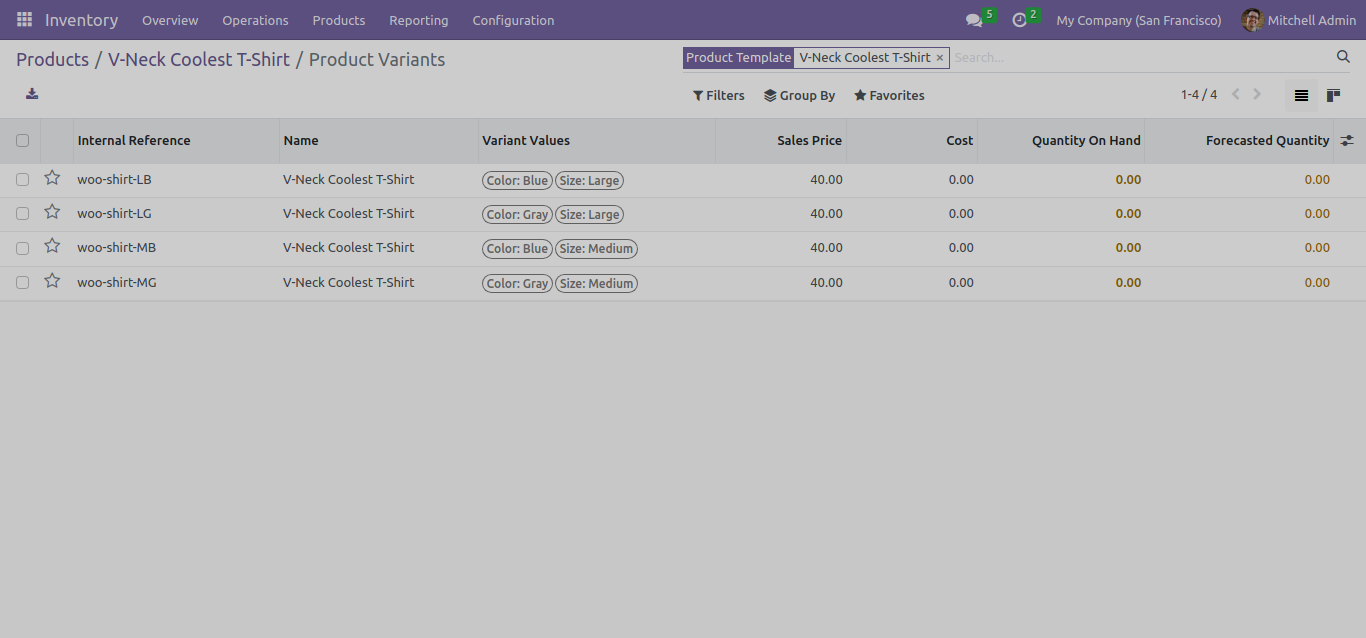 Inventory Overview Operations Products Reporting Configuration 5 2 My Company (San Francisco) Mitchell Admin
Products / V-Neck Coolest T-Shirt / Product Variants
Product Template V-Neck Coolest T-Shirt × Search...
Filters Group By Favorites 1-4 / 4
Internal Reference Name Variant Values Sales Price Cost Quantity On Hand Forecasted Quantity
woo-shirt-LB V-Neck Coolest T-Shirt Color: Blue Size: Large 40.00 0.00 0.00 0.00
woo-shirt-LG V-Neck Coolest T-Shirt Color: Gray Size: Large 40.00 0.00 0.00 0.00
woo-shirt-MB V-Neck Coolest T-Shirt Color: Blue Size: Medium 40.00 0.00 0.00 0.00
woo-shirt-MG V-Neck Coolest T-Shirt Color: Gray Size: Medium 40.00 0.00 0.00 0.00